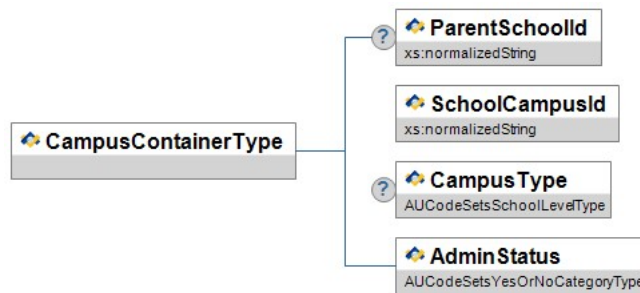 ? ParentSchoolId
xs:normalizedString
SchoolCampusId
xs:normalizedString
CampusContainerType
? CampusType
AUCodeSetsSchoolLevelType
AdminStatus
AUCodeSetsYesOrNoCategoryType